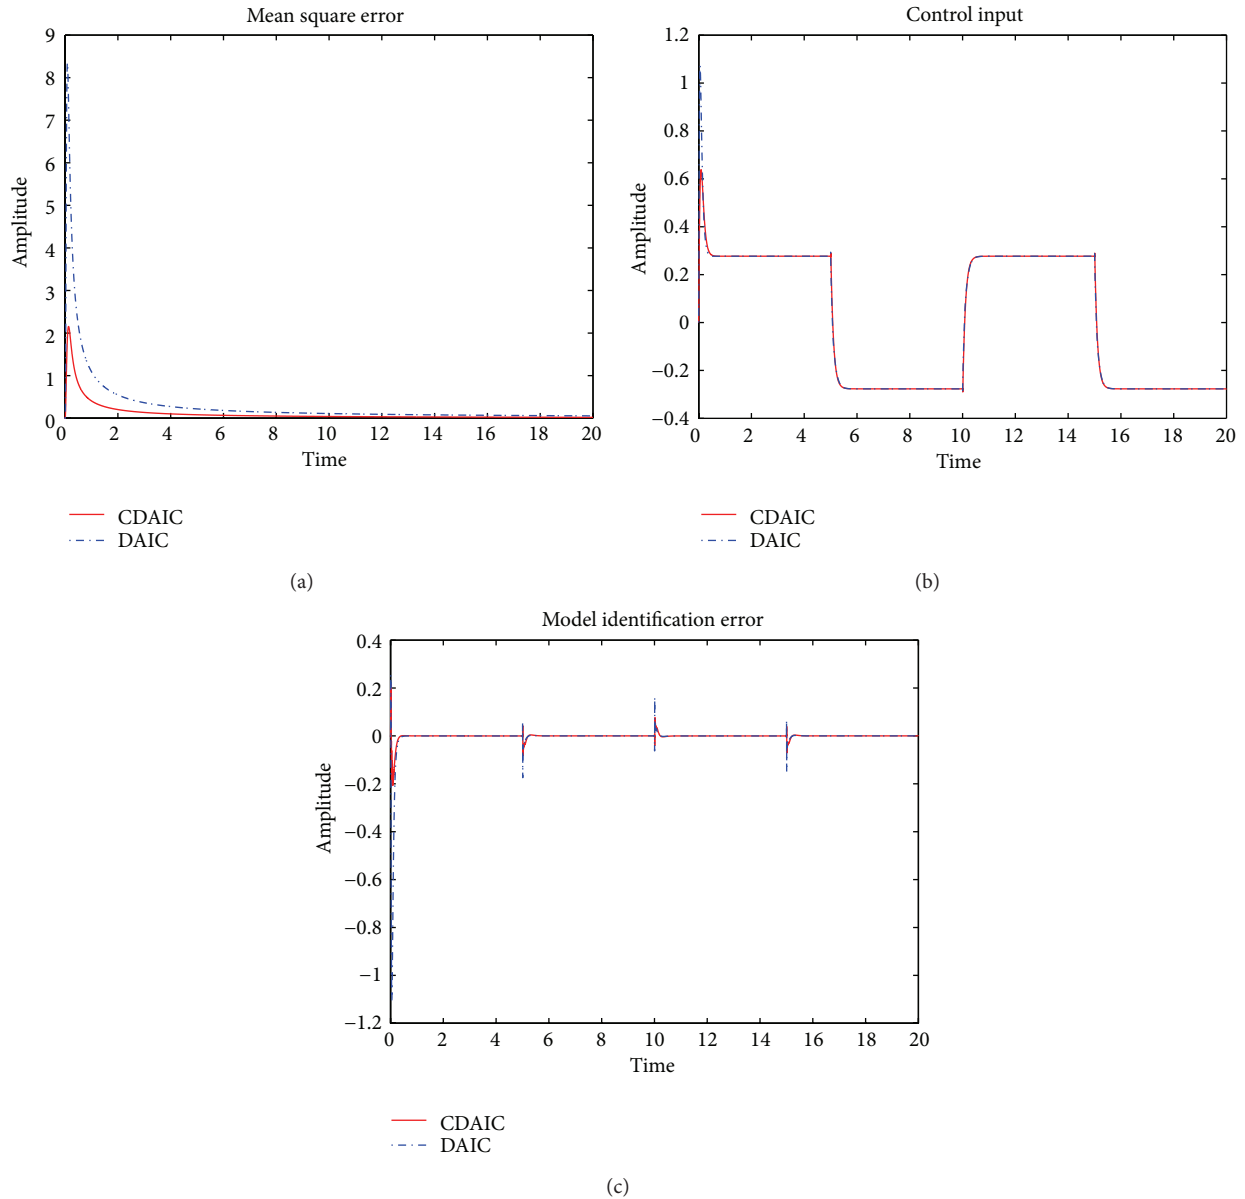 Mean square error
9
8
7
6
5
4
3
2
1
0
Amplitude
0 2 4 6 8 10 12 14 16 18 20
Time
CDAIC
DAIC
(a)
Control input
1.2
1
0.8
0.6
0.4
0.2
0
−0.2
−0.4
Amplitude
0 2 4 6 8 10 12 14 16 18 20
Time
CDAIC
DAIC
(b)
Model identification error
0.4
0.2
0
−0.2
−0.4
−0.6
−0.8
−1
−1.2
Amplitude
0 2 4 6 8 10 12 14 16 18 20
Time
CDAIC
DAIC
(c)